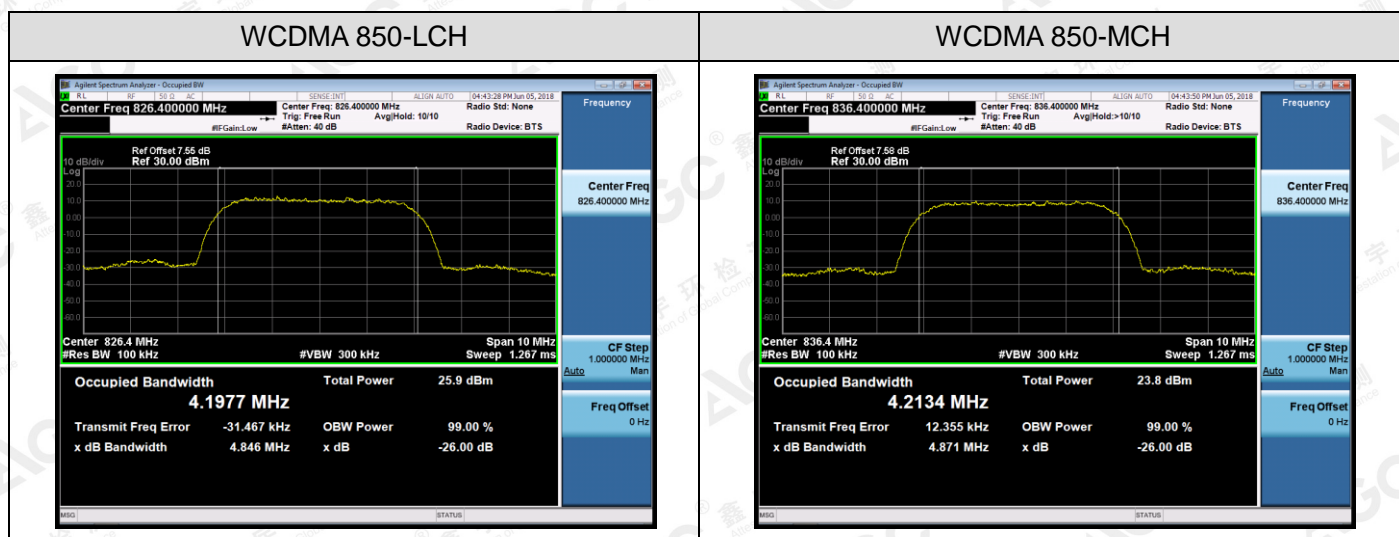 WCDMA 850-LCH
WCDMA 850-MCH
Agilent Spectrum Analyzer - Occupied BW
RL RF 50 Ω AC SENSE:INT ALIGN AUTO 04:43:28 PM Jun 05, 2018
Center Freq 826.400000 MHz
Center Freq: 826.400000 MHz
Radio Std: None
Trig: Free Run Avg|Hold: 10/10
#IFGain:Low
#Atten: 40 dB
Radio Device: BTS
Frequency
Ref Offset 7.55 dB
10 dB/div Ref 30.00 dBm
Log
20.0
10.0
0.00
-10.0
-20.0
-30.0
-40.0
-50.0
-60.0
Center Freq
826.400000 MHz
Center 826.4 MHz
Span 10 MHz
#Res BW 100 kHz
#VBW 300 kHz
Sweep 1.267 ms
CF Step
1.000000 MHz
Auto Man
Occupied Bandwidth
4.1977 MHz
Total Power 25.9 dBm
Transmit Freq Error -31.467 kHz OBW Power 99.00 %
x dB Bandwidth 4.846 MHz x dB -26.00 dB
Freq Offset
0 Hz
MSG STATUS
Agilent Spectrum Analyzer - Occupied BW
RL RF 50 Ω AC SENSE:INT ALIGN AUTO 04:43:50 PM Jun 05, 2018
Center Freq 836.400000 MHz
Center Freq: 836.400000 MHz
Radio Std: None
Trig: Free Run Avg|Hold:>10/10
#IFGain:Low
#Atten: 40 dB
Radio Device: BTS
Frequency
Ref Offset 7.58 dB
10 dB/div Ref 30.00 dBm
Log
20.0
10.0
0.00
-10.0
-20.0
-30.0
-40.0
-50.0
-60.0
Center Freq
836.400000 MHz
Center 836.4 MHz
Span 10 MHz
#Res BW 100 kHz
#VBW 300 kHz
Sweep 1.267 ms
CF Step
1.000000 MHz
Auto Man
Occupied Bandwidth
4.2134 MHz
Total Power 23.8 dBm
Transmit Freq Error 12.355 kHz OBW Power 99.00 %
x dB Bandwidth 4.871 MHz x dB -26.00 dB
Freq Offset
0 Hz
MSG STATUS